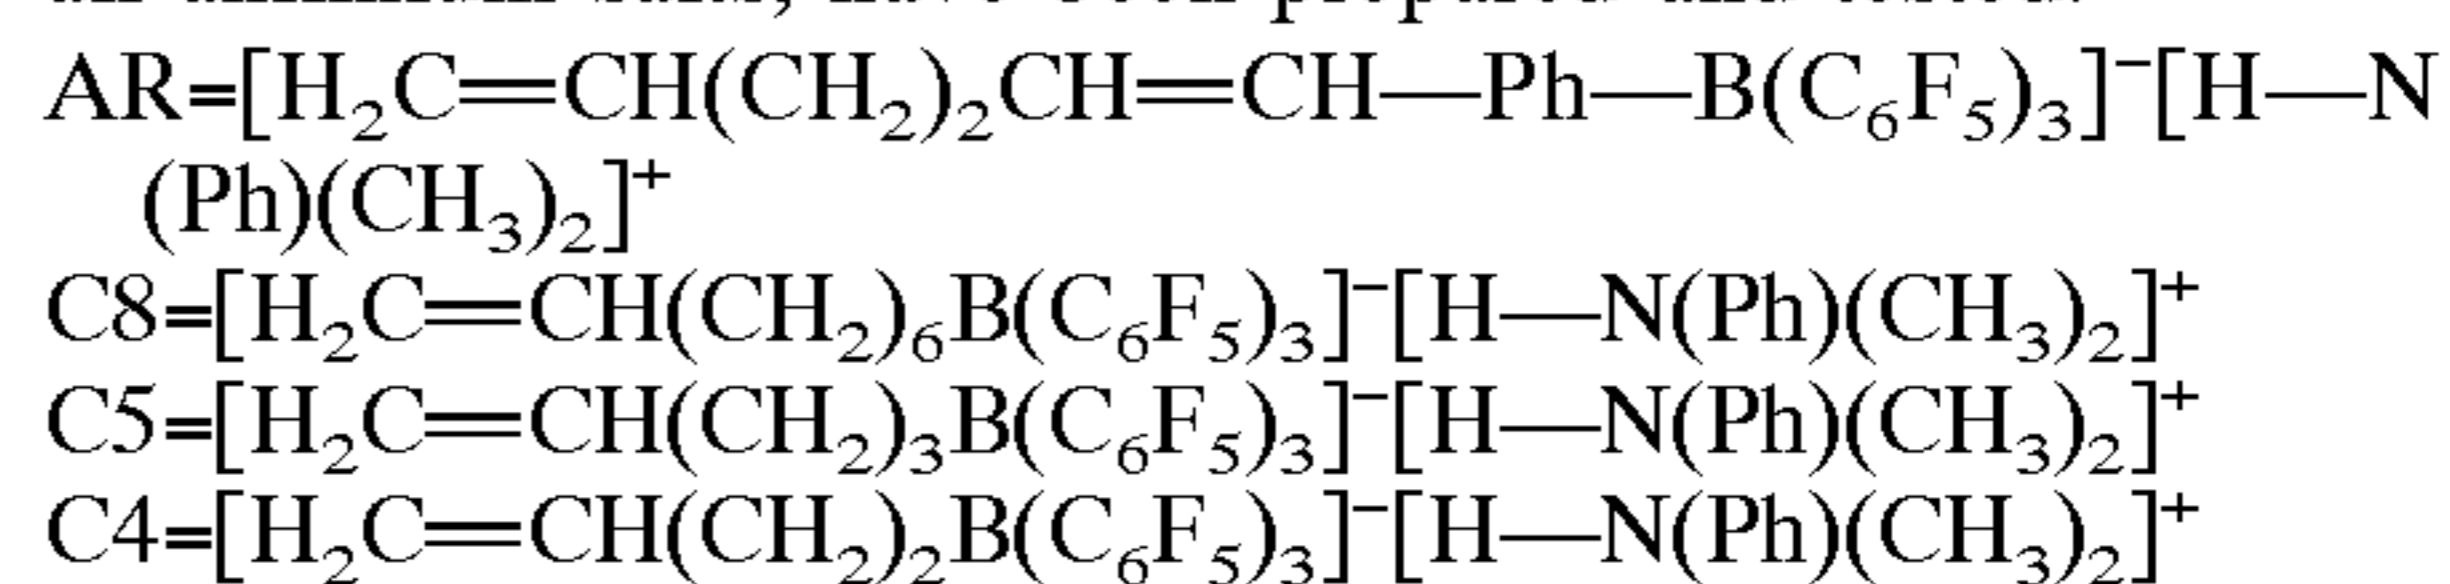 AR=[H₂C=CH(CH₂)₂CH=CH—Ph—B(C₆F₅)₃]⁻[H—N
(Ph)(CH₃)₂]⁺
C8=[H₂C=CH(CH₂)₆B(C₆F₅)₃]⁻[H—N(Ph)(CH₃)₂]⁺
C5=[H₂C=CH(CH₂)₃B(C₆F₅)₃]⁻[H—N(Ph)(CH₃)₂]⁺
C4=[H₂C=CH(CH₂)₂B(C₆F₅)₃]⁻[H—N(Ph)(CH₃)₂]⁺